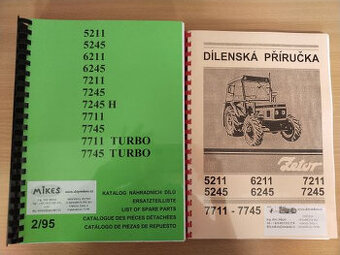 5211
5245
6211
6245
7211
7245
7245 H
7711
7745
7711 TURBO
7745 TURBO
MIKEŠ
KATALOG NÁHRADNÍCH DÍLŮ
ERSATZTEILLISTE
LIST OF SPARE PARTS
CATALOGUE DES PIECES DÉTACHÉES
CATALOGO DE PIEZAS DE REPUESTO
2/95
DÍLENSKÁ PŘÍRUČKA
Zetor
5211 6211 7211
5245 6245 7245
7711 - 7745